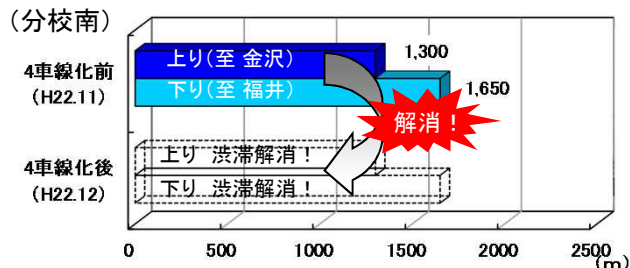 (分校南)
4車線化前
(H22.11)
上り(至 金沢)
1,300
下り(至 福井)
1,650
解消！
4車線化後
(H22.12)
上り 渋滞解消！
下り 渋滞解消！
0 500 1000 1500 2000 2500
(m)